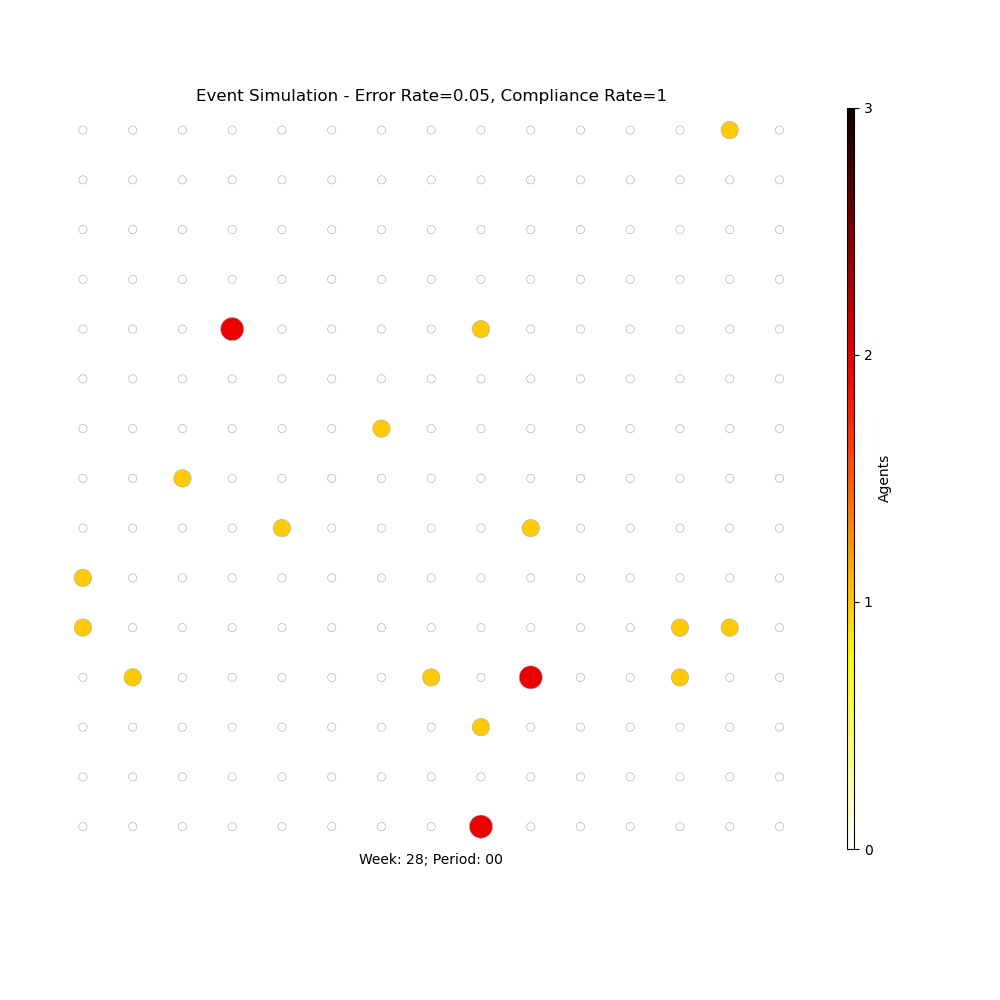 Event Simulation - Error Rate=0.05, Compliance Rate=1
3
2
Agents
1
0
Week: 28; Period: 00